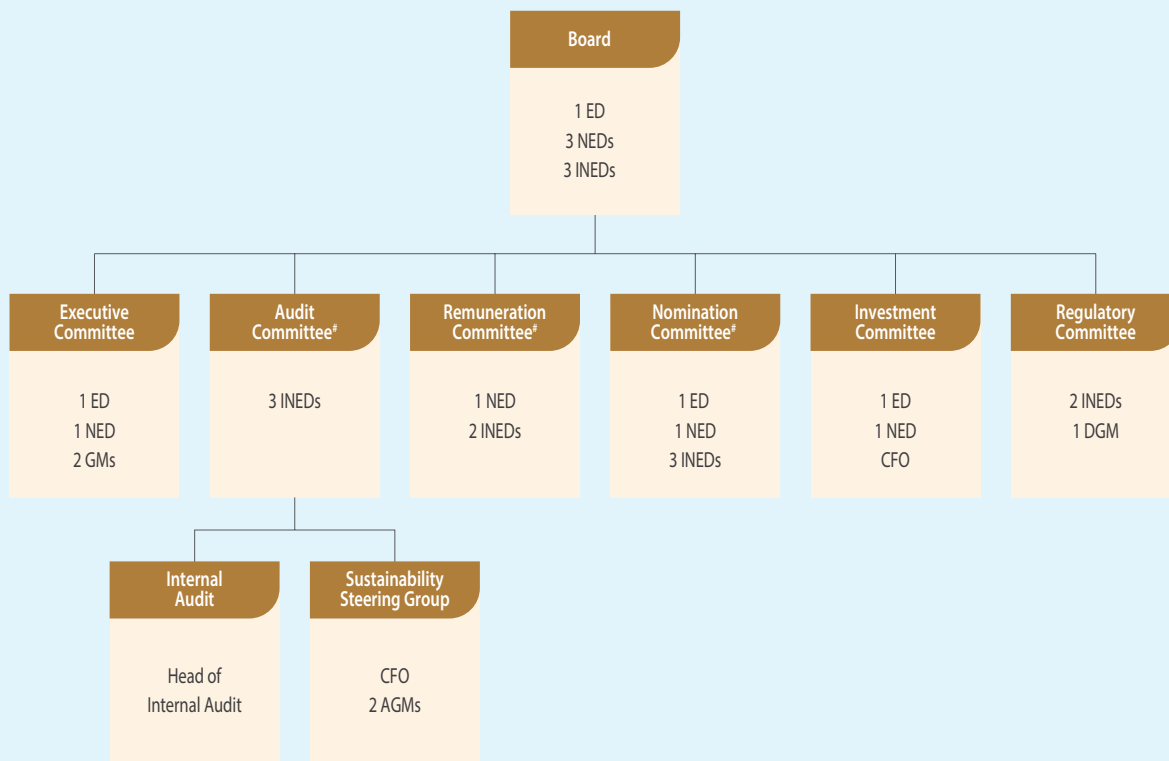 Board
1 ED
3 NEDs
3 INEDs
Executive
Committee
1 ED
1 NED
2 GMs
Audit
Committee#
3 INEDs
Remuneration
Committee#
1 NED
2 INEDs
Nomination
Committee#
1 ED
1 NED
3 INEDs
Investment
Committee
1 ED
1 NED
CFO
Regulatory
Committee
2 INEDs
1 DGM
Internal
Audit
Head of
Internal Audit
Sustainability
Steering Group
CFO
2 AGMs